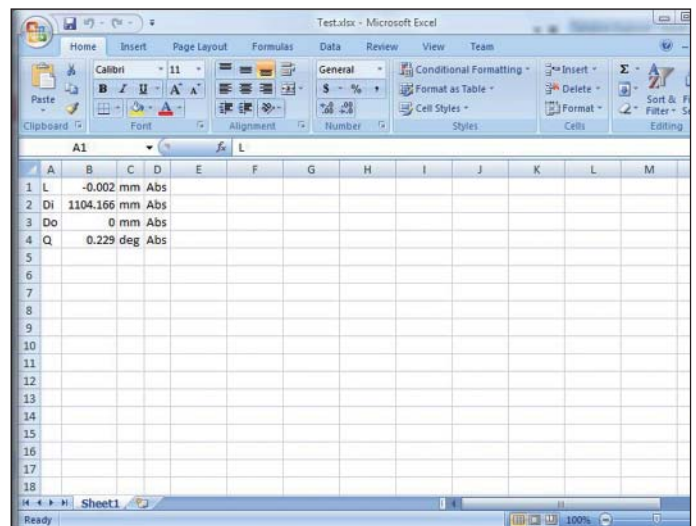 Test.xlsx - Microsoft Excel
Home Insert Page Layout Formulas Data Review View Team
Calibri 11 General Conditional Formatting Insert Σ
Paste B I U A A $ % , Format as Table Delete Sort &
A Cell Styles Format Filter
Clipboard Font Alignment Number Styles Cells Editing
A1 fx L
A B C D E F G H I J K L M
1 L -0.002 mm Abs
2 Di 1104.166 mm Abs
3 Do 0 mm Abs
4 Q 0.229 deg Abs
5
6
7
8
9
10
11
12
13
14
15
16
17
18
Sheet1
Ready 100%